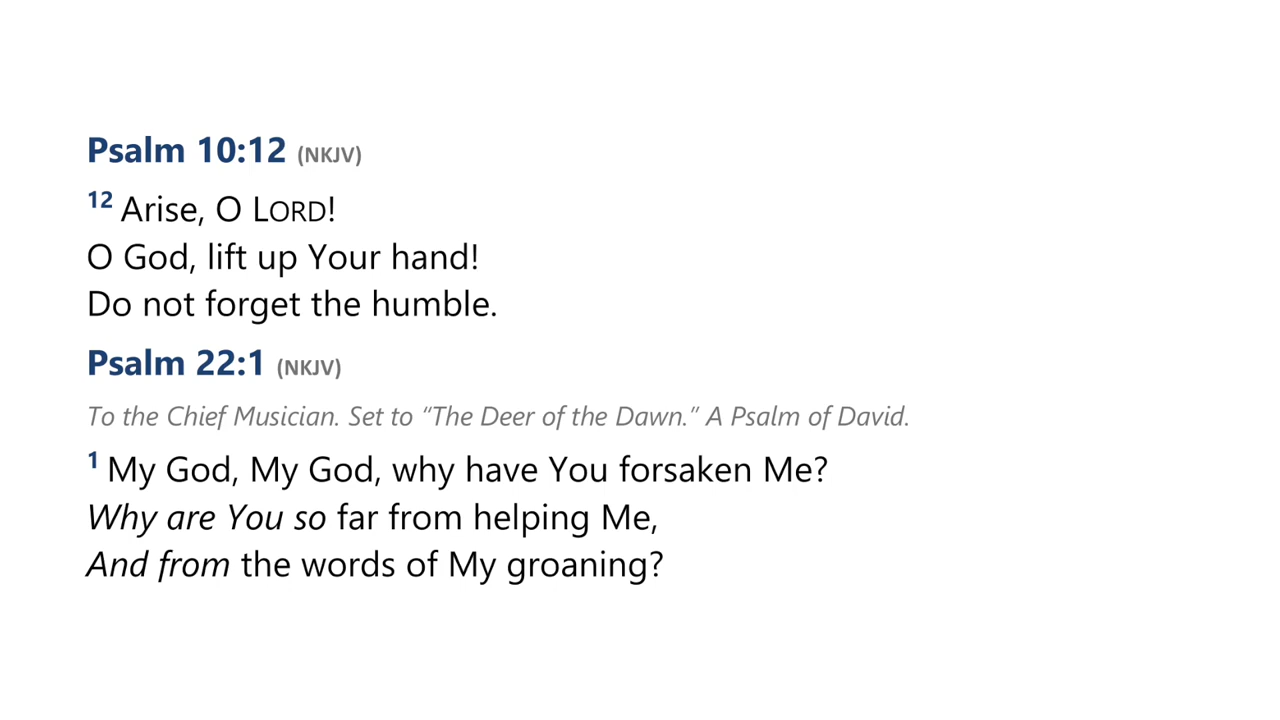 Psalm 10:12 (NKJV)
12 Arise, O LORD!
O God, lift up Your hand!
Do not forget the humble.
Psalm 22:1 (NKJV)
To the Chief Musician. Set to “The Deer of the Dawn.” A Psalm of David.
1 My God, My God, why have You forsaken Me?
Why are You so far from helping Me,
And from the words of My groaning?